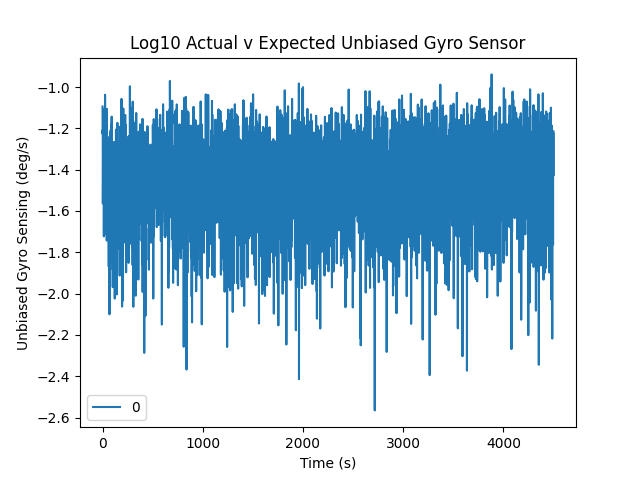 Log10 Actual v Expected Unbiased Gyro Sensor
Unbiased Gyro Sensing (deg/s)
−1.0
−1.2
−1.4
−1.6
−1.8
−2.0
−2.2
−2.4
−2.6
0
0 1000 2000 3000 4000
Time (s)